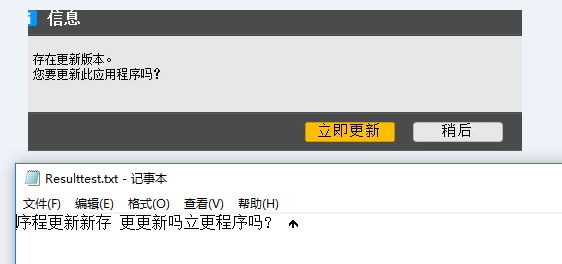 信息
存在更新版本。
您要更新此应用程序吗?
立即更新 稍后
Resulttest.txt - 记事本
文件(F) 编辑(E) 格式(O) 查看(V) 帮助(H)
序程更新新存 更更新吗立更程序吗? ↑